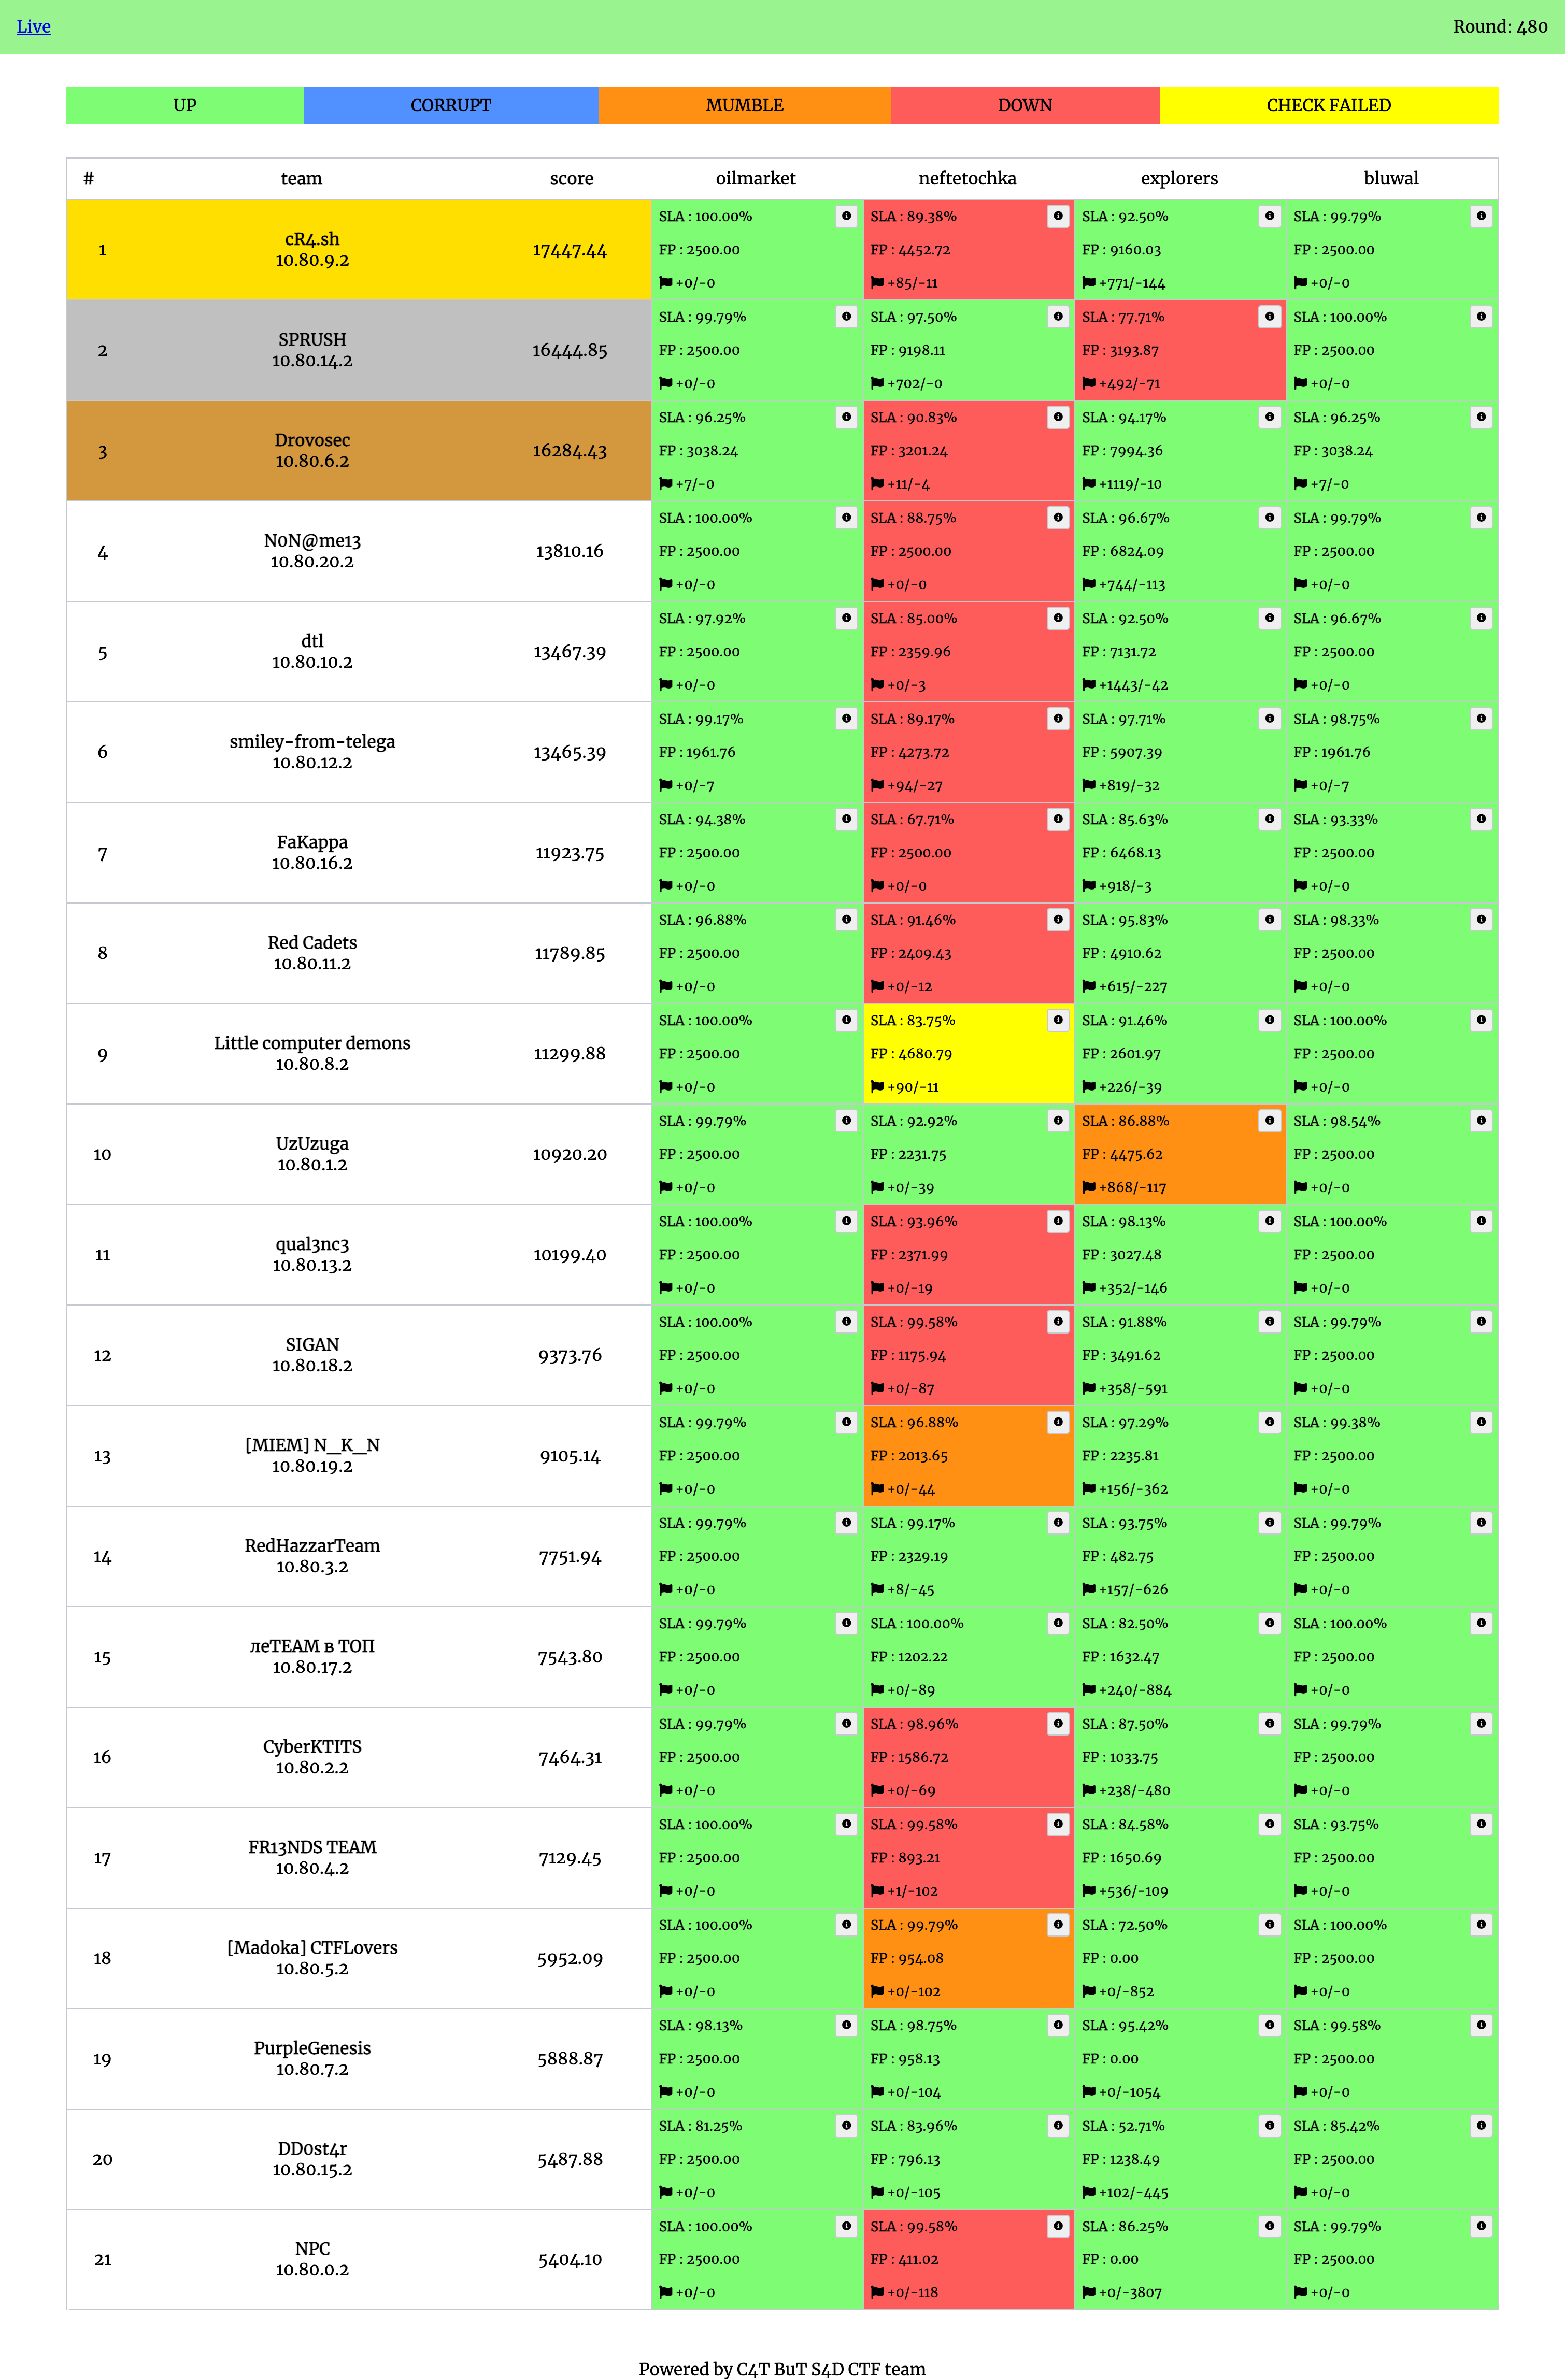 Live
Round: 480
UP CORRUPT MUMBLE DOWN CHECK FAILED
# team score oilmarket neftetochka explorers bluwal
SLA : 100.00% SLA : 89.38% SLA : 92.50% SLA : 99.79%
1 cR4.sh 17447.44 FP : 2500.00 FP : 4452.72 FP : 9160.03 FP : 2500.00
10.80.9.2 +0/-0 +85/-11 +771/-144 +0/-0
SLA : 99.79% SLA : 97.50% SLA : 77.71% SLA : 100.00%
2 SPRUSH 16444.85 FP : 2500.00 FP : 9198.11 FP : 3193.87 FP : 2500.00
10.80.14.2 +0/-0 +702/-0 +492/-71 +0/-0
SLA : 96.25% SLA : 90.83% SLA : 94.17% SLA : 96.25%
3 Drovosec 16284.43 FP : 3038.24 FP : 3201.24 FP : 7994.36 FP : 3038.24
10.80.6.2 +7/-0 +11/-4 +1119/-10 +7/-0
SLA : 100.00% SLA : 88.75% SLA : 96.67% SLA : 99.79%
4 N0N@me13 13810.16 FP : 2500.00 FP : 2500.00 FP : 6824.09 FP : 2500.00
10.80.20.2 +0/-0 +0/-0 +744/-113 +0/-0
SLA : 97.92% SLA : 85.00% SLA : 92.50% SLA : 96.67%
5 dtl 13467.39 FP : 2500.00 FP : 2359.96 FP : 7131.72 FP : 2500.00
10.80.10.2 +0/-0 +0/-3 +1443/-42 +0/-0
SLA : 99.17% SLA : 89.17% SLA : 97.71% SLA : 98.75%
6 smiley-from-telega 13465.39 FP : 1961.76 FP : 4273.72 FP : 5907.39 FP : 1961.76
10.80.12.2 +0/-7 +94/-27 +819/-32 +0/-7
SLA : 94.38% SLA : 67.71% SLA : 85.63% SLA : 93.33%
7 FaKappa 11923.75 FP : 2500.00 FP : 2500.00 FP : 6468.13 FP : 2500.00
10.80.16.2 +0/-0 +0/-0 +918/-3 +0/-0
SLA : 96.88% SLA : 91.46% SLA : 95.83% SLA : 98.33%
8 Red Cadets 11789.85 FP : 2500.00 FP : 2409.43 FP : 4910.62 FP : 2500.00
10.80.11.2 +0/-0 +0/-12 +615/-227 +0/-0
SLA : 100.00% SLA : 83.75% SLA : 91.46% SLA : 100.00%
9 Little computer demons 11299.88 FP : 2500.00 FP : 4680.79 FP : 2601.97 FP : 2500.00
10.80.8.2 +0/-0 +90/-11 +226/-39 +0/-0
SLA : 99.79% SLA : 92.92% SLA : 86.88% SLA : 98.54%
10 UzUzuga 10920.20 FP : 2500.00 FP : 2231.75 FP : 4475.62 FP : 2500.00
10.80.1.2 +0/-0 +0/-39 +868/-117 +0/-0
SLA : 100.00% SLA : 93.96% SLA : 98.13% SLA : 100.00%
11 qual3nc3 10199.40 FP : 2500.00 FP : 2371.99 FP : 3027.48 FP : 2500.00
10.80.13.2 +0/-0 +0/-19 +352/-146 +0/-0
SLA : 100.00% SLA : 99.58% SLA : 91.88% SLA : 99.79%
12 SIGAN 9373.76 FP : 2500.00 FP : 1175.94 FP : 3491.62 FP : 2500.00
10.80.18.2 +0/-0 +0/-87 +358/-591 +0/-0
SLA : 99.79% SLA : 96.88% SLA : 97.29% SLA : 99.38%
13 [MIEM] N_K_N 9105.14 FP : 2500.00 FP : 2013.65 FP : 2235.81 FP : 2500.00
10.80.19.2 +0/-0 +0/-44 +156/-362 +0/-0
SLA : 99.79% SLA : 99.17% SLA : 93.75% SLA : 99.79%
14 RedHazzarTeam 7751.94 FP : 2500.00 FP : 2329.19 FP : 482.75 FP : 2500.00
10.80.3.2 +0/-0 +8/-45 +157/-626 +0/-0
SLA : 99.79% SLA : 100.00% SLA : 82.50% SLA : 100.00%
15 леTEAM в ТОП 7543.80 FP : 2500.00 FP : 1202.22 FP : 1632.47 FP : 2500.00
10.80.17.2 +0/-0 +0/-89 +240/-884 +0/-0
SLA : 99.79% SLA : 98.96% SLA : 87.50% SLA : 99.79%
16 CyberKTITS 7464.31 FP : 2500.00 FP : 1586.72 FP : 1033.75 FP : 2500.00
10.80.2.2 +0/-0 +0/-69 +238/-480 +0/-0
SLA : 100.00% SLA : 99.58% SLA : 84.58% SLA : 93.75%
17 FR13NDS TEAM 7129.45 FP : 2500.00 FP : 893.21 FP : 1650.69 FP : 2500.00
10.80.4.2 +0/-0 +1/-102 +536/-109 +0/-0
SLA : 100.00% SLA : 99.79% SLA : 72.50% SLA : 100.00%
18 [Madoka] CTFLovers 5952.09 FP : 2500.00 FP : 954.08 FP : 0.00 FP : 2500.00
10.80.5.2 +0/-0 +0/-102 +0/-852 +0/-0
SLA : 98.13% SLA : 98.75% SLA : 95.42% SLA : 99.58%
19 PurpleGenesis 5888.87 FP : 2500.00 FP : 958.13 FP : 0.00 FP : 2500.00
10.80.7.2 +0/-0 +0/-104 +0/-1054 +0/-0
SLA : 81.25% SLA : 83.96% SLA : 52.71% SLA : 85.42%
20 DD0st4r 5487.88 FP : 2500.00 FP : 796.13 FP : 1238.49 FP : 2500.00
10.80.15.2 +0/-0 +0/-105 +102/-445 +0/-0
SLA : 100.00% SLA : 99.58% SLA : 86.25% SLA : 99.79%
21 NPC 5404.10 FP : 2500.00 FP : 411.02 FP : 0.00 FP : 2500.00
10.80.0.2 +0/-0 +0/-118 +0/-3807 +0/-0
Powered by C4T BuT S4D CTF team